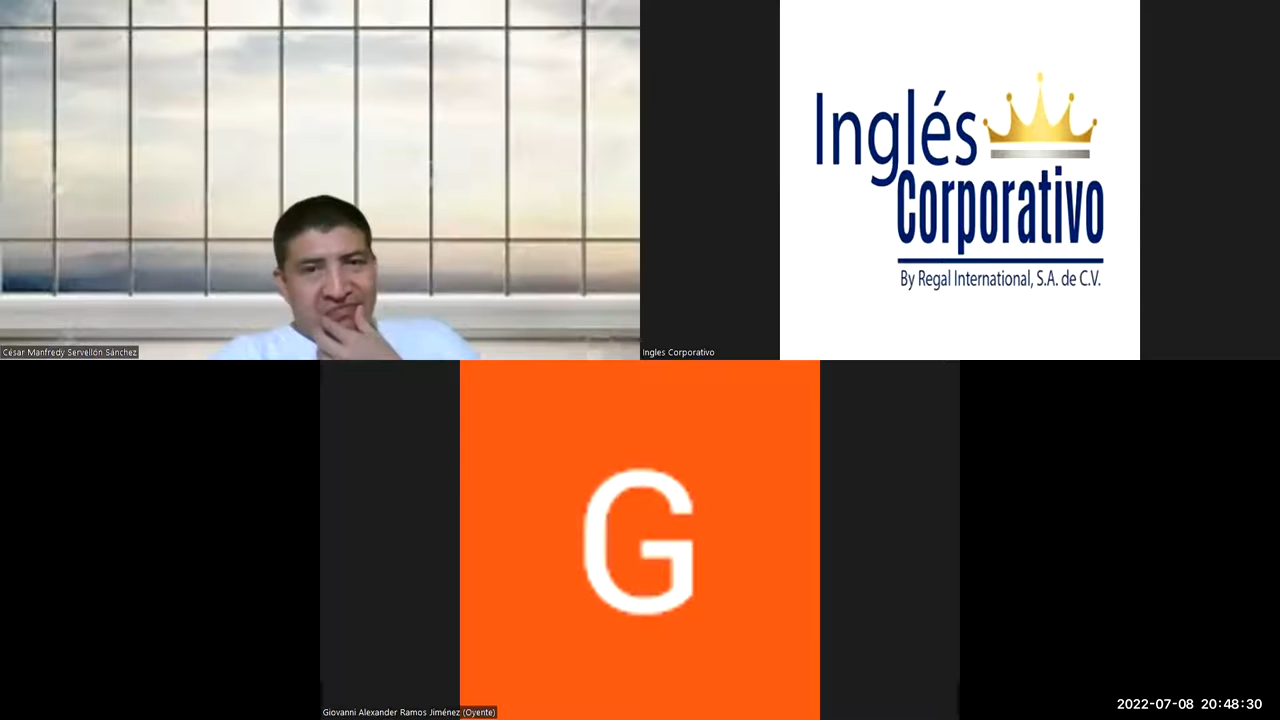 Inglés
Corporativo
By Regal International, S.A. de C.V.
César Manfredy Servellón Sánchez
Ingles Corporativo
G
Giovanni Alexander Ramos Jiménez (Oyente)
2022-07-08 20:48:30